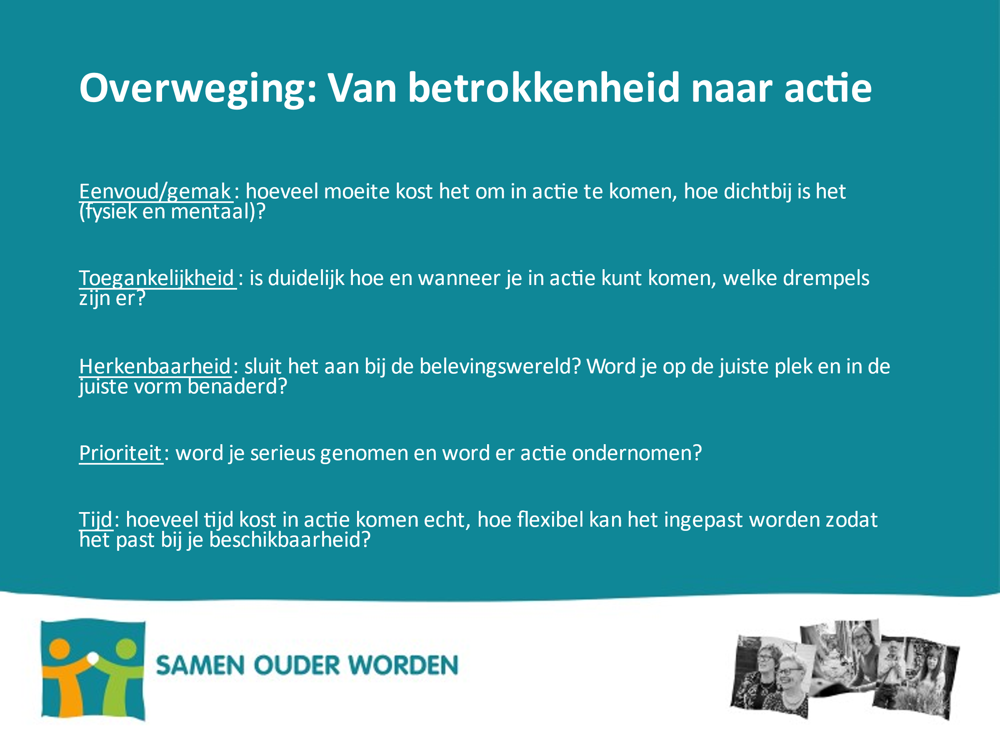 Overweging: Van betrokkenheid naar actie
Eenvoud/gemak: hoeveel moeite kost het om in actie te komen, hoe dichtbij is het
(fysiek en mentaal)?
Toegankelijkheid: is duidelijk hoe en wanneer je in actie kunt komen, welke drempels
zijn er?
Herkenbaarheid: sluit het aan bij de belevingswereld? Word je op de juiste plek en in de
juiste vorm benaderd?
Prioriteit: word je serieus genomen en word er actie ondernomen?
Tijd: hoeveel tijd kost in actie komen echt, hoe flexibel kan het ingepast worden zodat
het past bij je beschikbaarheid?
SAMEN OUDER WORDEN